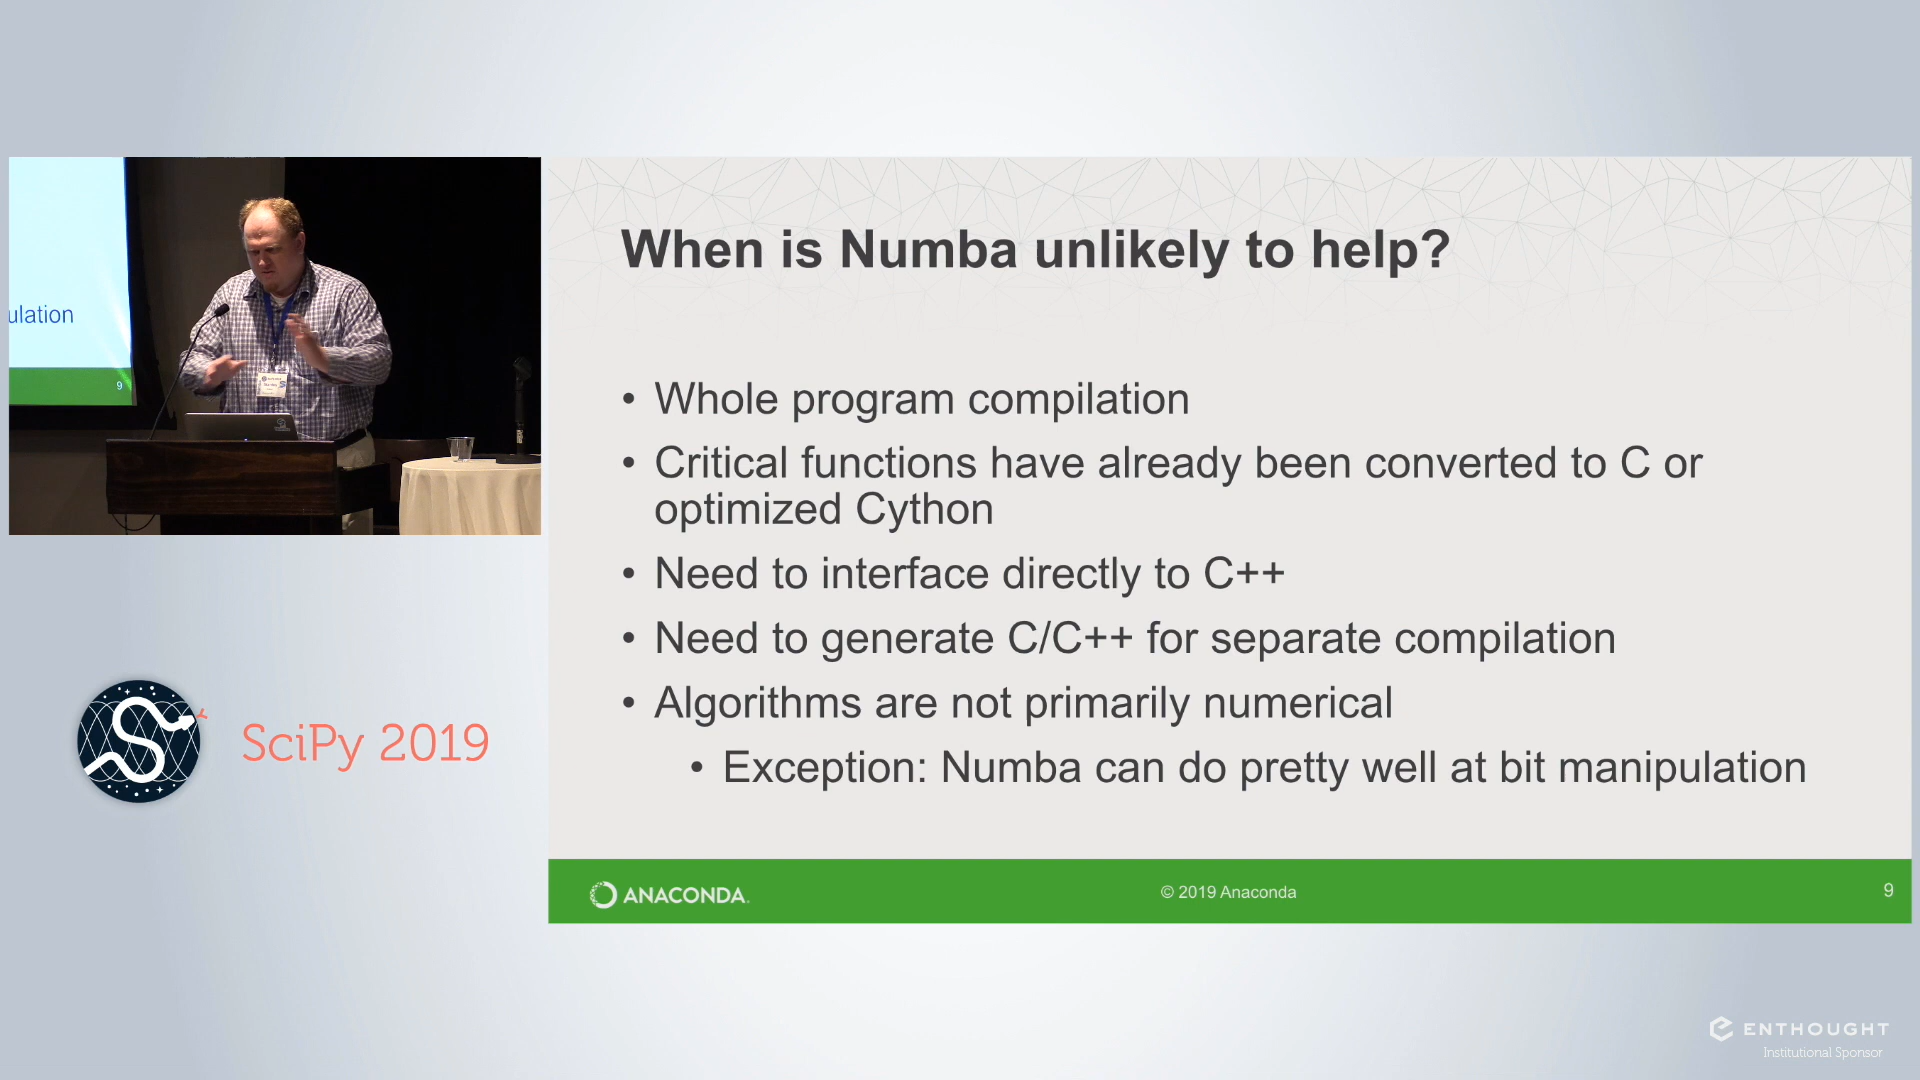 ulation
9
When is Numba unlikely to help?
• Whole program compilation
• Critical functions have already been converted to C or
optimized Cython
• Need to interface directly to C++
• Need to generate C/C++ for separate compilation
• Algorithms are not primarily numerical
• Exception: Numba can do pretty well at bit manipulation
ANACONDA.
© 2019 Anaconda
9
SciPy 2019
ENTHOUGHT
Institutional Sponsor